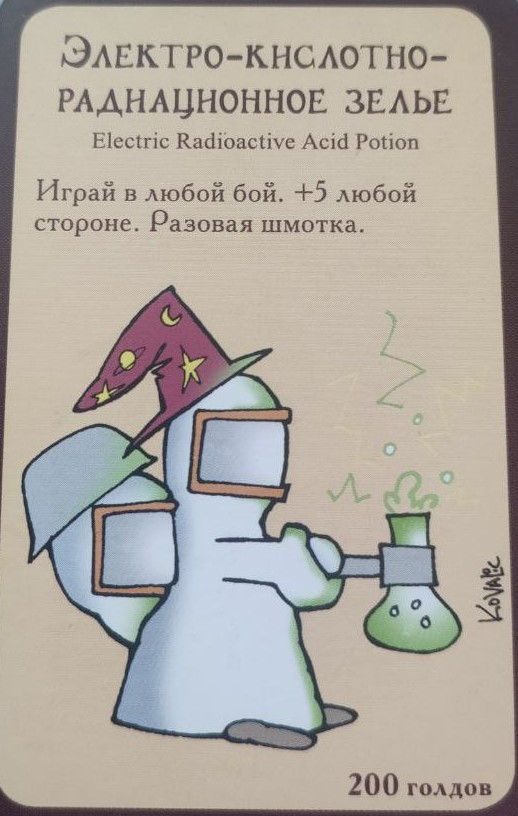 Электро-кислотно-
радиационное зелье
Electric Radioactive Acid Potion
Играй в любой бой. +5 любой
стороне. Разовая шмотка.
KOVALIC
200 голдов